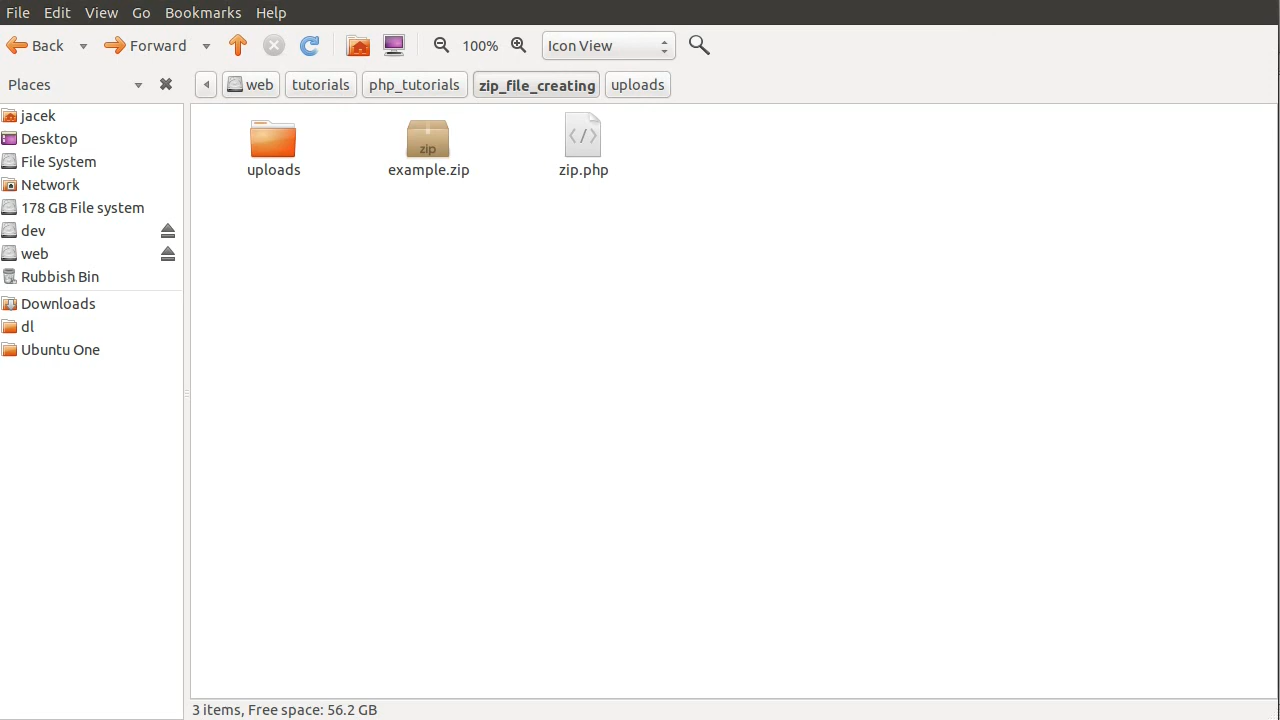 File Edit View Go Bookmarks Help
Back Forward 100% Icon View
Places web tutorials php_tutorials zip_file_creating uploads
jacek
Desktop
File System
Network
178 GB File system
dev
web
Rubbish Bin
Downloads
dl
Ubuntu One
zip
uploads example.zip zip.php
3 items, Free space: 56.2 GB